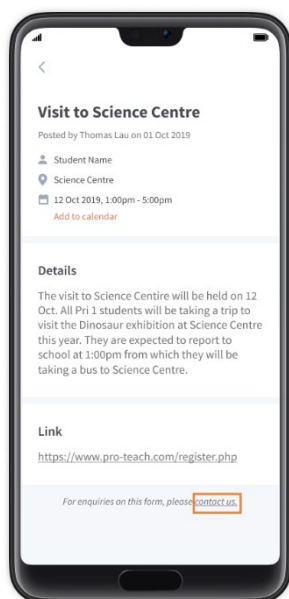 Visit to Science Centre
Posted by Thomas Lau on 01 Oct 2019
Student Name
Science Centre
12 Oct 2019, 1:00pm - 5:00pm
Add to calendar
Details
The visit to Science Centire will be held on 12
Oct. All Pri 1 students will be taking a trip to
visit the Dinosaur exhibition at Science Centre
this year. They are expected to report to
school at 1:00pm from which they will be
taking a bus to Science Centre.
Link
https://www.pro-teach.com/register.php
For enquiries on this form, please contact us.